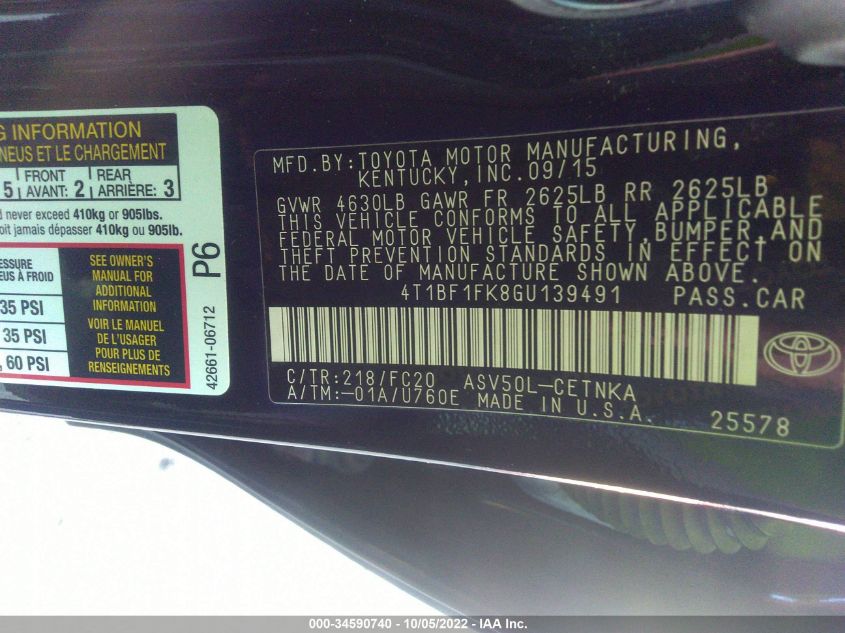 G INFORMATION
NEUS ET LE CHARGEMENT
5 FRONT AVANT: 2 REAR ARRIÈRE: 3
d never exceed 410kg or 905lbs.
oit jamais dépasser 410kg ou 905lb.
ESSURE
EUS À FROID
35 PSI
35 PSI
, 60 PSI
SEE OWNER'S
MANUAL FOR
ADDITIONAL
INFORMATION
VOIR LE MANUEL
DE L'USAGER
POUR PLUS DE
RENSEIGNEMENTS
P6
42661-06712
MFD.BY:TOYOTA MOTOR MANUFACTURING,
KENTUCKY,INC.09/15
GVWR 4630LB GAWR FR 2625LB RR 2625LB
THIS VEHICLE CONFORMS TO ALL APPLICABLE
FEDERAL MOTOR VEHICLE SAFETY,BUMPER,AND
THEFT PREVENTION STANDARDS IN EFFECT ON
THE DATE OF MANUFACTURE SHOWN ABOVE.
4T1BF1FK8GU139491 PASS.CAR
C/TR:218/FC20 ASV50L-CETNKA
A/TM:-01A/U760E MADE IN U.S.A.
25578
000-34590740 - 10/05/2022 - IAA Inc.